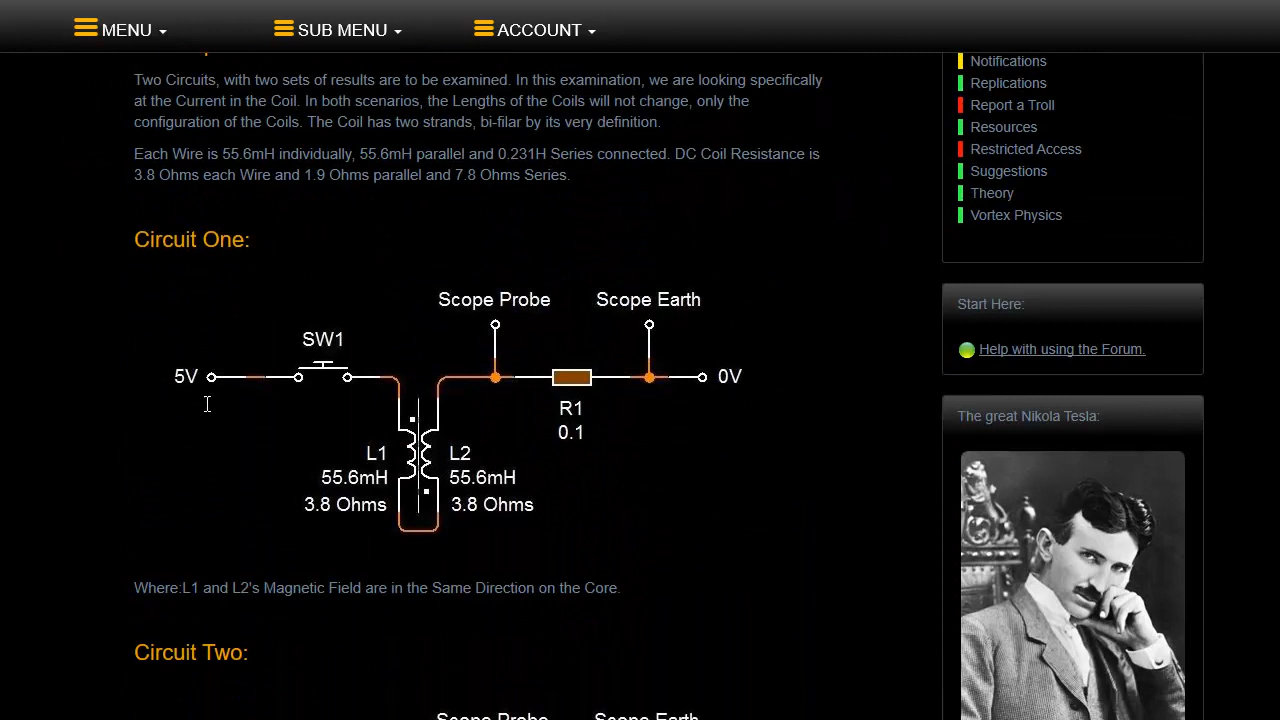 MENU
SUB MENU
ACCOUNT
Two Circuits, with two sets of results are to be examined. In this examination, we are looking specifically
at the Current in the Coil. In both scenarios, the Lengths of the Coils will not change, only the
configuration of the Coils. The Coil has two strands, bi-filar by its very definition.
Each Wire is 55.6mH individually, 55.6mH parallel and 0.231H Series connected. DC Coil Resistance is
3.8 Ohms each Wire and 1.9 Ohms parallel and 7.8 Ohms Series.
Circuit One:
Scope Probe
Scope Earth
SW1
5V
0V
R1
0.1
L1
55.6mH
3.8 Ohms
L2
55.6mH
3.8 Ohms
Where:L1 and L2's Magnetic Field are in the Same Direction on the Core.
Circuit Two:
Scope Probe
Scope Earth
Notifications
Replications
Report a Troll
Resources
Restricted Access
Suggestions
Theory
Vortex Physics
Start Here:
Help with using the Forum.
The great Nikola Tesla: